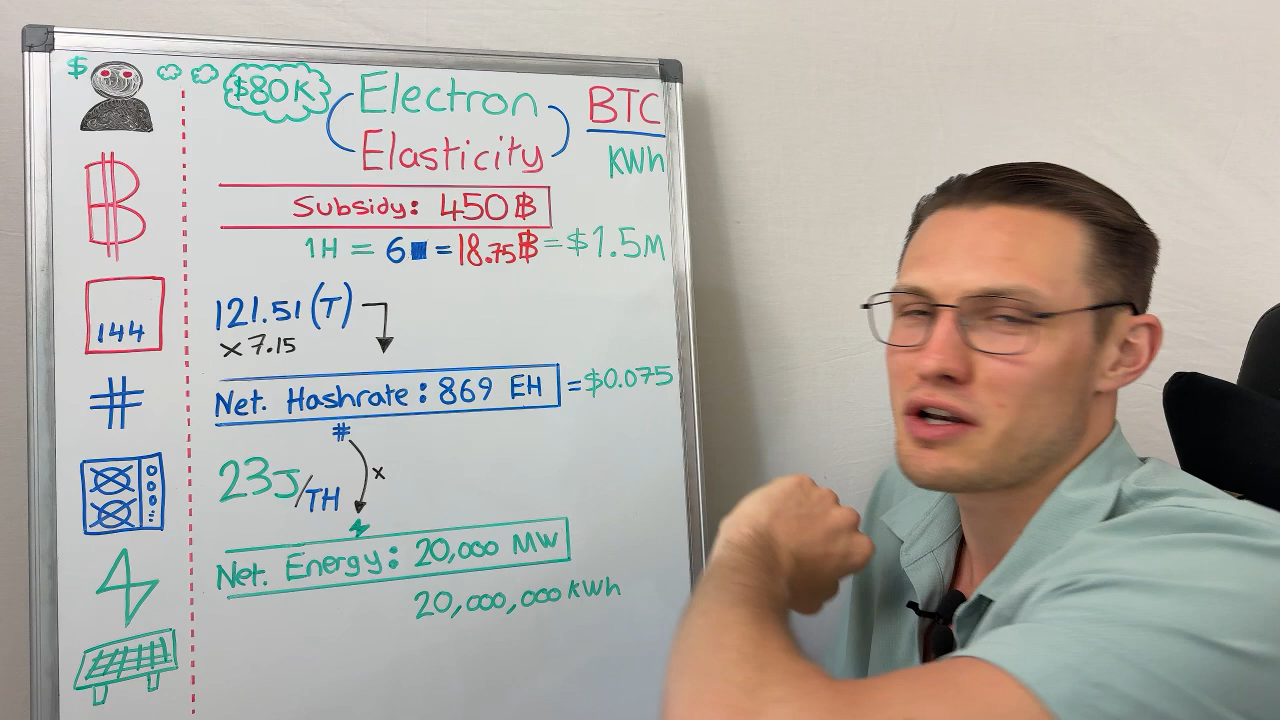 $
$80K
Electron
Elasticity
BTC
KWh
Subsidy: 450 ₿
1H = 6■ = 18.75₿ = $1.5M
₿
144
121.51 (T)
× 7.15
Net. Hashrate: 869 EH = $0.075
#
#
23J/TH
×
Net. Energy: 20,000 MW
20,000,000 KWh